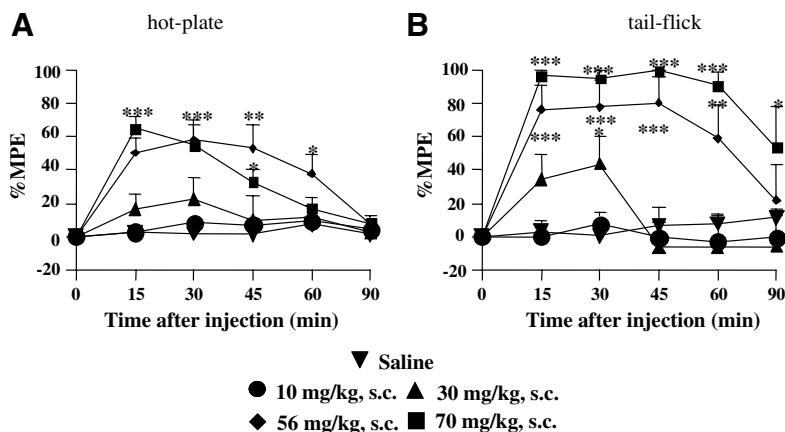 A hot-plate
B tail-flick
%MPE
100
80
60
40
20
0
-20
*** *** ** *
*
0 15 30 45 60 90
Time after injection (min)
%MPE
100
80
60
40
20
0
-20
*** *** *** *** *
*** **
*** * ***
0 15 30 45 60 90
Time after injection (min)
Saline
10 mg/kg, s.c. 30 mg/kg, s.c.
56 mg/kg, s.c. 70 mg/kg, s.c.